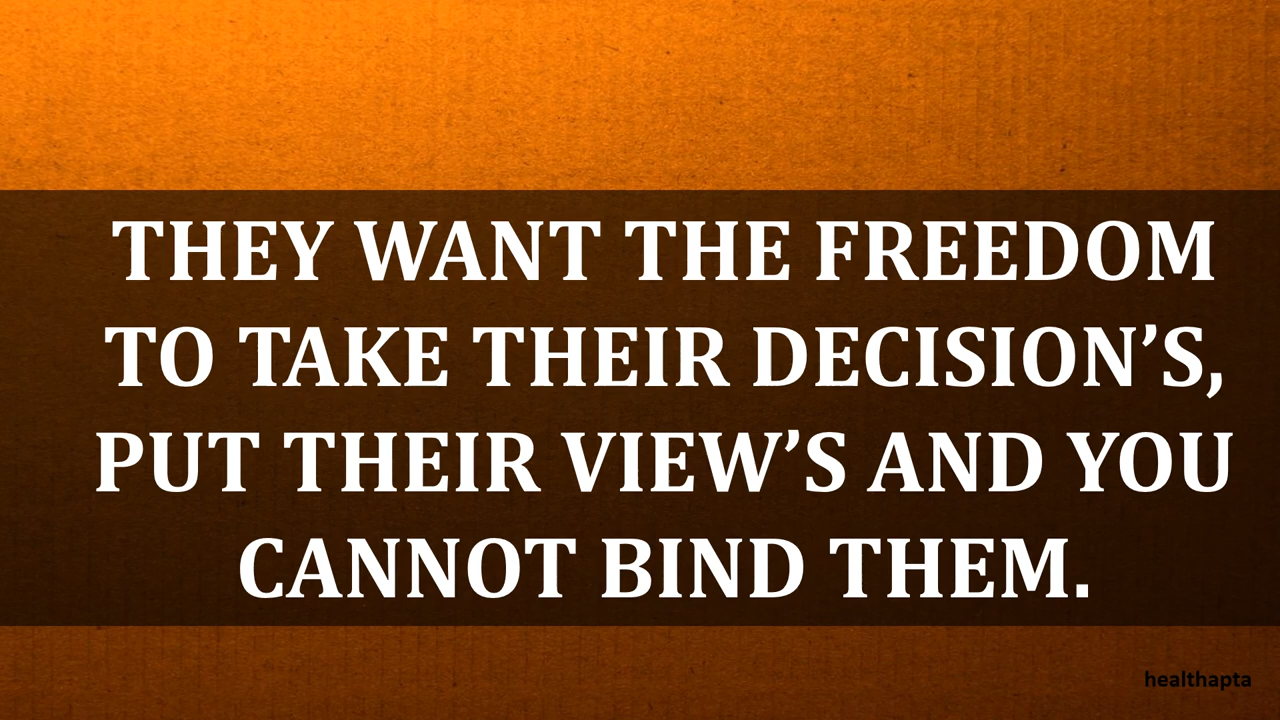 THEY WANT THE FREEDOM
TO TAKE THEIR DECISION’S,
PUT THEIR VIEW’S AND YOU
CANNOT BIND THEM.
healthapta